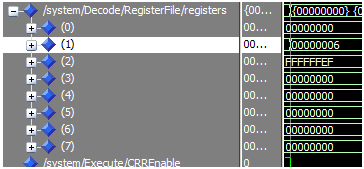 /system/Decode/RegisterFile/registers {00... {00000000} {0
(0) 00... 00000000
(1) 00... 00000006
(2) 00... FFFFFFEF
(3) 00... 00000000
(4) 00... 00000000
(5) 00... 00000000
(6) 00... 00000000
(7) 00... 00000000
/system/Execute/CRREnable 0